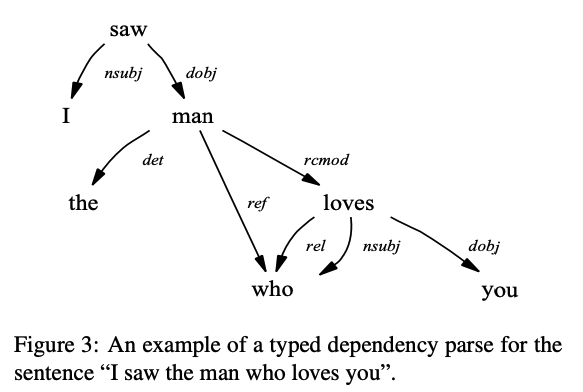 saw
nsubj dobj
I man
det rcmod
the ref loves
rel nsubj dobj
who you
Figure 3: An example of a typed dependency parse for the
sentence “I saw the man who loves you”.